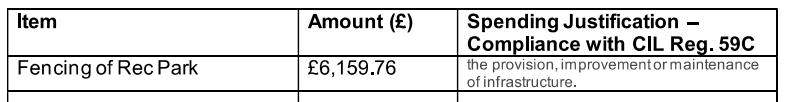 Item Amount (£) Spending Justification –
Compliance with CIL Reg. 59C
Fencing of Rec Park £6,159.76 the provision, improvement or maintenance
of infrastructure.